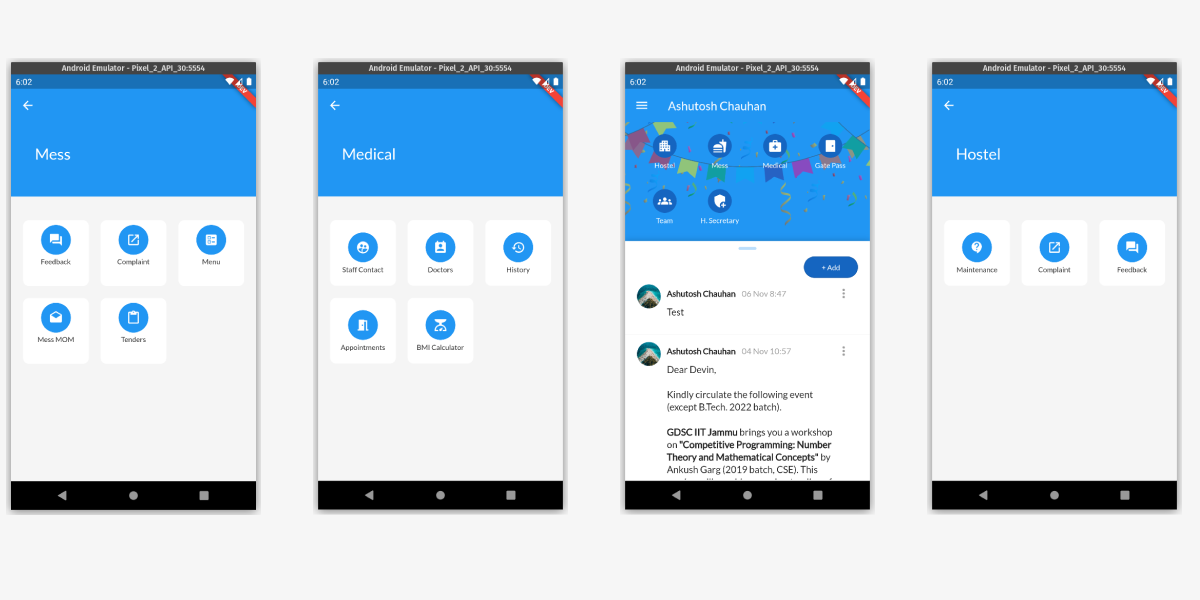 Android Emulator - Pixel_2_API_30:5554
6:02
Mess
Feedback
Complaint
Menu
Mess MOM
Tenders
Android Emulator - Pixel_2_API_30:5554
6:02
Medical
Staff Contact
Doctors
History
Appointments
BMI Calculator
Android Emulator - Pixel_2_API_30:5554
6:02
Ashutosh Chauhan
Hostel
Mess
Medical
Gate Pass
Team
H. Secretary
+ Add
Ashutosh Chauhan 06 Nov 8:47
Test
Ashutosh Chauhan 04 Nov 10:57
Dear Devin,
Kindly circulate the following event
(except B.Tech. 2022 batch).
GDSC IIT Jammu brings you a workshop
on "Competitive Programming: Number
Theory and Mathematical Concepts" by
Ankush Garg (2019 batch, CSE). This
Android Emulator - Pixel_2_API_30:5554
6:02
Hostel
Maintenance
Complaint
Feedback